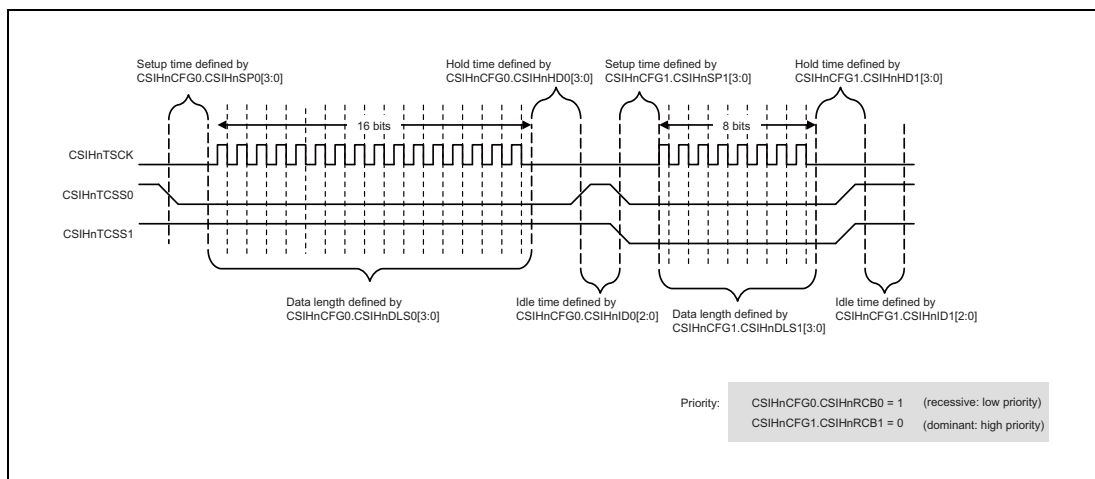 Setup time defined by
CSIHnCFG0.CSIHnSP0[3:0]
Hold time defined by
CSIHnCFG0.CSIHnHD0[3:0]
Setup time defined by
CSIHnCFG1.CSIHnSP1[3:0]
Hold time defined by
CSIHnCFG1.CSIHnHD1[3:0]
16 bits
8 bits
CSIHnTSCK
CSIHnTCSS0
CSIHnTCSS1
Data length defined by
CSIHnCFG0.CSIHnDLS0[3:0]
Idle time defined by
CSIHnCFG0.CSIHnID0[2:0]
Data length defined by
CSIHnCFG1.CSIHnDLS1[3:0]
Idle time defined by
CSIHnCFG1.CSIHnID1[2:0]
Priority: CSIHnCFG0.CSIHnRCB0 = 1 (recessive: low priority)
CSIHnCFG1.CSIHnRCB1 = 0 (dominant: high priority)